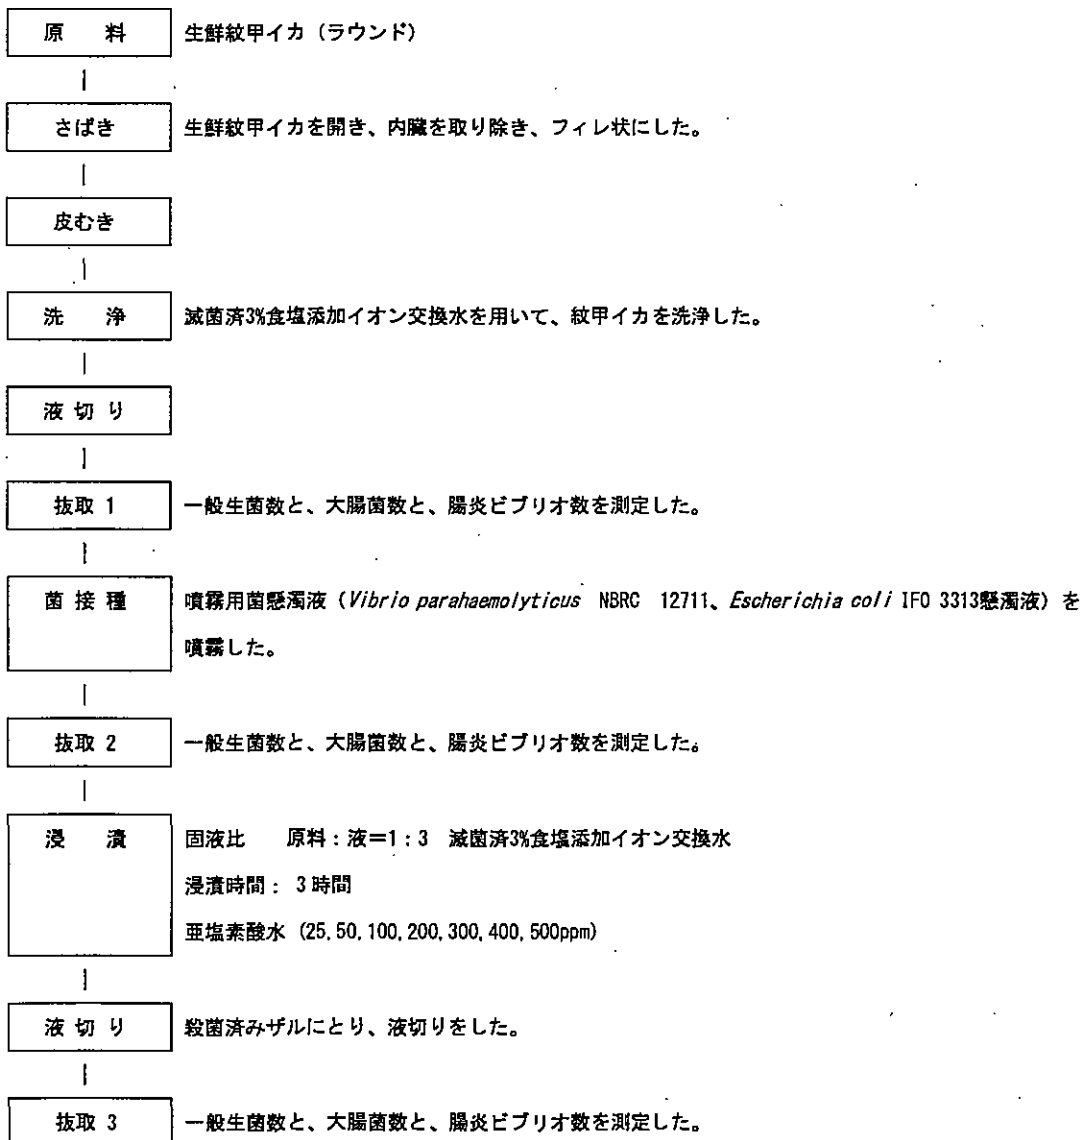 原　料　生鮮紋甲イカ（ラウンド）
さばき　生鮮紋甲イカを開き、内臓を取り除き、フィレ状にした。
皮むき
洗　浄　滅菌済3%食塩添加イオン交換水を用いて、紋甲イカを洗浄した。
液 切 り
抜取 1　一般生菌数と、大腸菌数と、腸炎ビブリオ数を測定した。
菌 接 種　噴霧用菌懸濁液（Vibrio parahaemolyticus NBRC 12711、Escherichia coli IFO 3313懸濁液）を
噴霧した。
抜取 2　一般生菌数と、大腸菌数と、腸炎ビブリオ数を測定した。
浸　漬　固液比　原料：液＝1：3　滅菌済3%食塩添加イオン交換水
浸漬時間： 3 時間
亜塩素酸水 (25, 50, 100, 200, 300, 400, 500ppm)
液 切 り　殺菌済みザルにとり、液切りをした。
抜取 3　一般生菌数と、大腸菌数と、腸炎ビブリオ数を測定した。